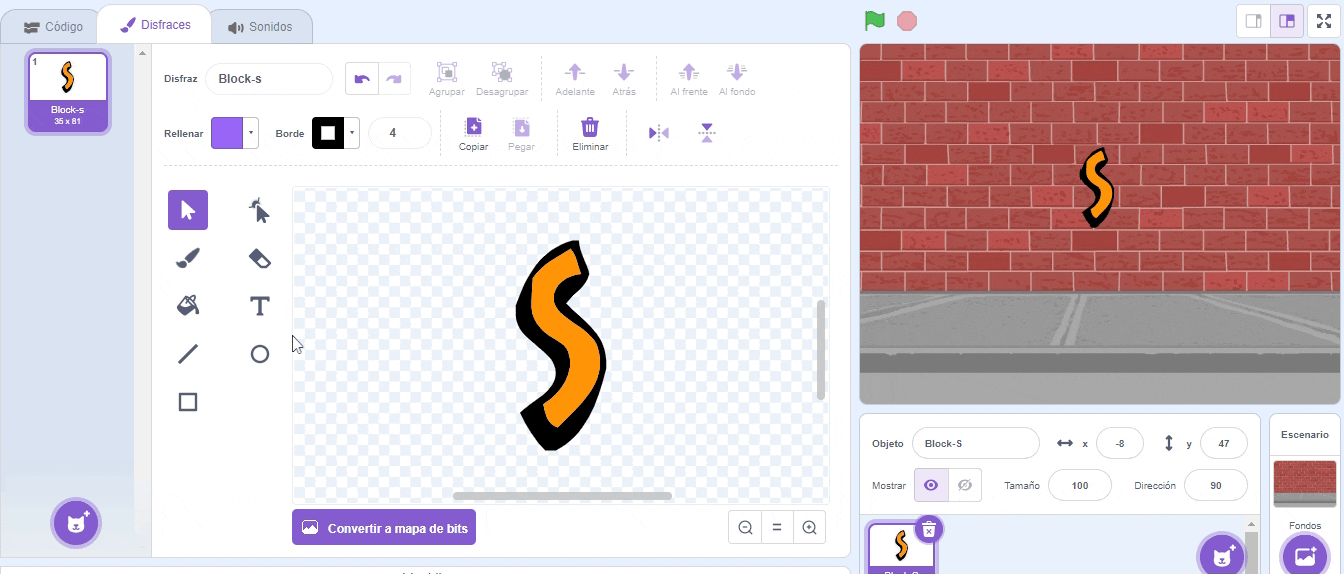 Código
Disfraces
Sonidos
1
Block-s
35 x 81
Disfraz
Block-s
Agrupar
Desagrupar
Adelante
Atrás
Al frente
Al fondo
Rellenar
Borde
4
Copiar
Pegar
Eliminar
T
S
Convertir a mapa de bits
S
Objeto
Block-S
x
-8
y
47
Mostrar
Tamaño
100
Dirección
90
Escenario
Fondos